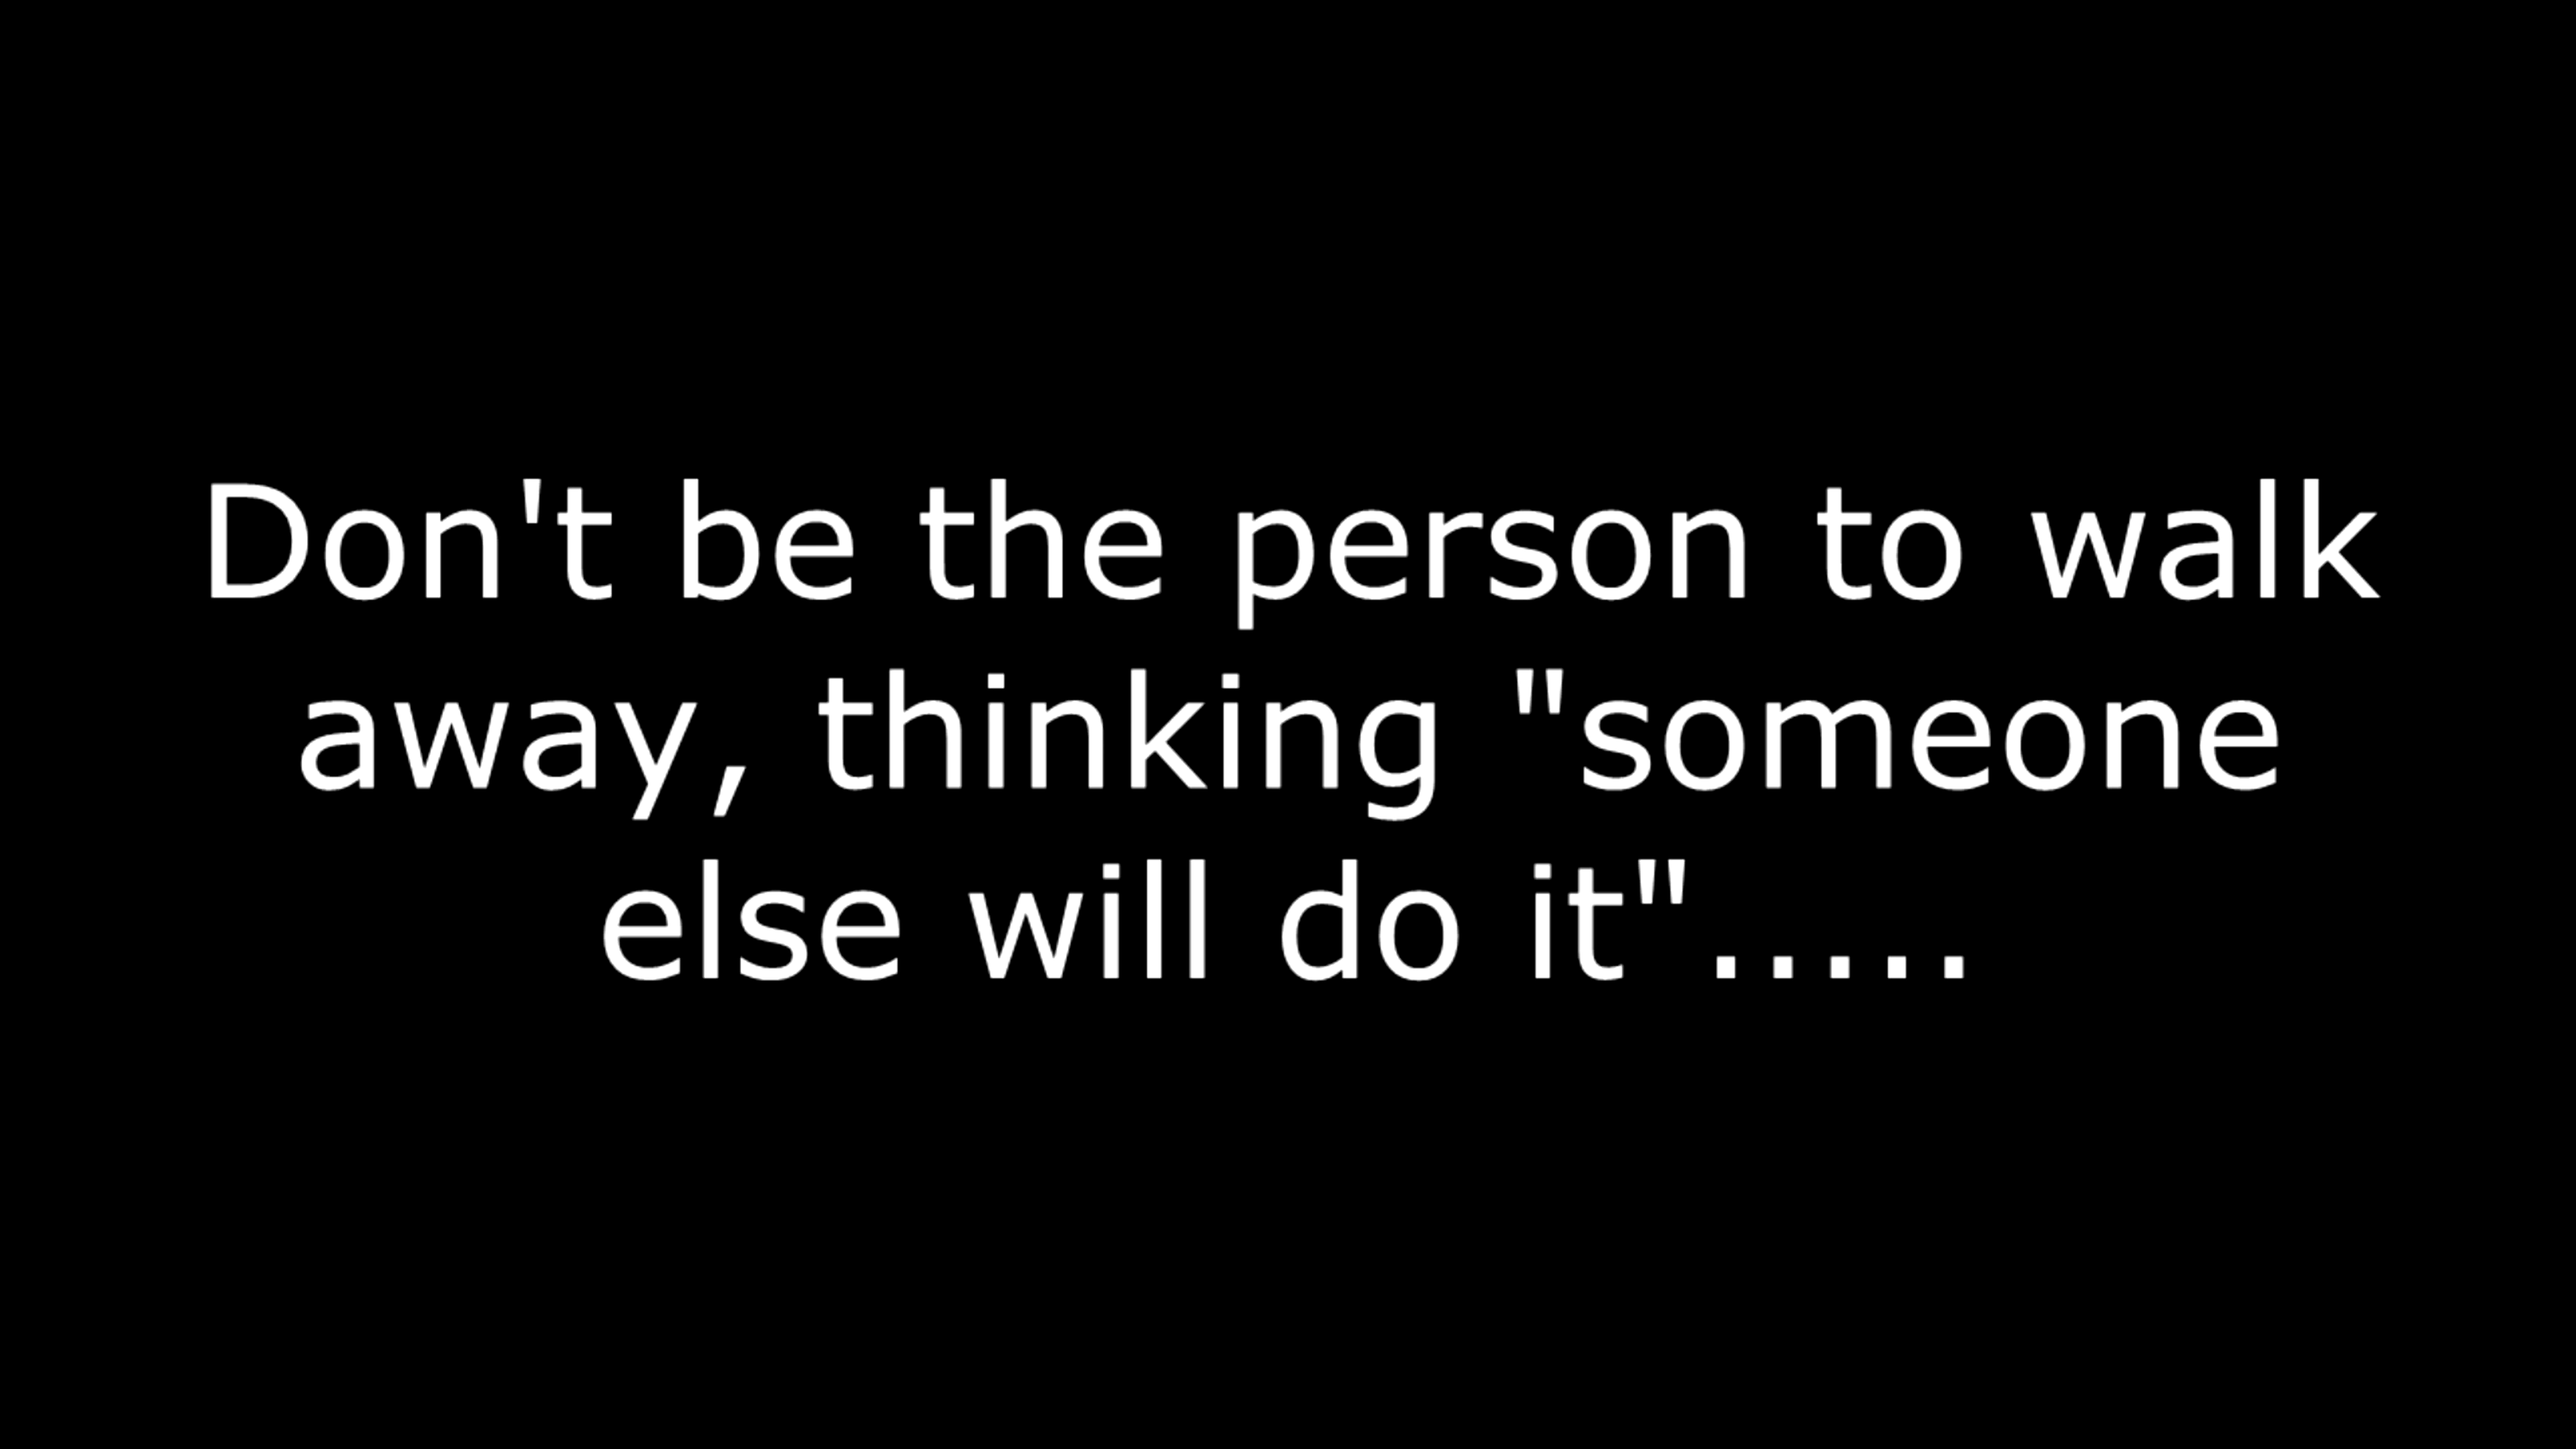 Don't be the person to walk
away, thinking "someone
else will do it".....